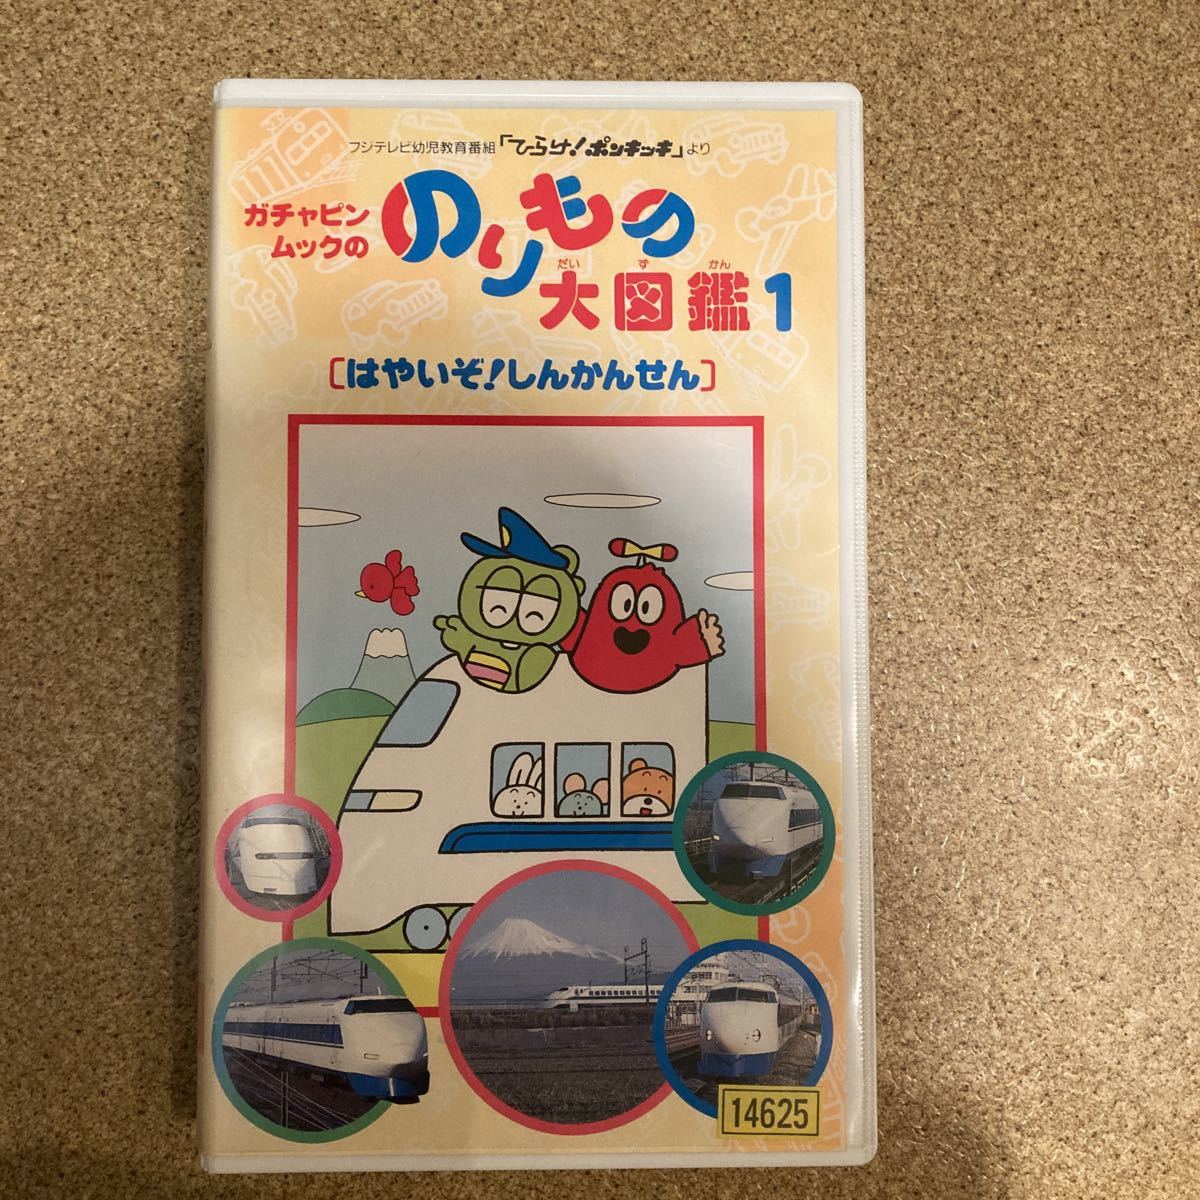 フジテレビ幼児教育番組「ひらけ!ポンキッキ」より
ガチャピン
ムックの
のりもの
だい ず かん
大図鑑1
〔はやいぞ!しんかんせん〕
14625